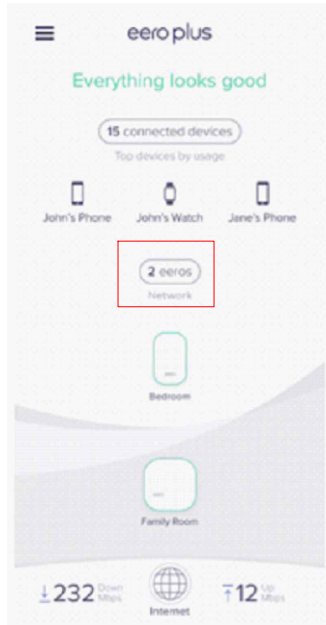 eero plus
Everything looks good
15 connected devices
Top devices by usage
John's Phone John's Watch Jane's Phone
2 eeros
Network
Bedroom
Family Room
232 Down Mbps 12 Up Mbps
Internet